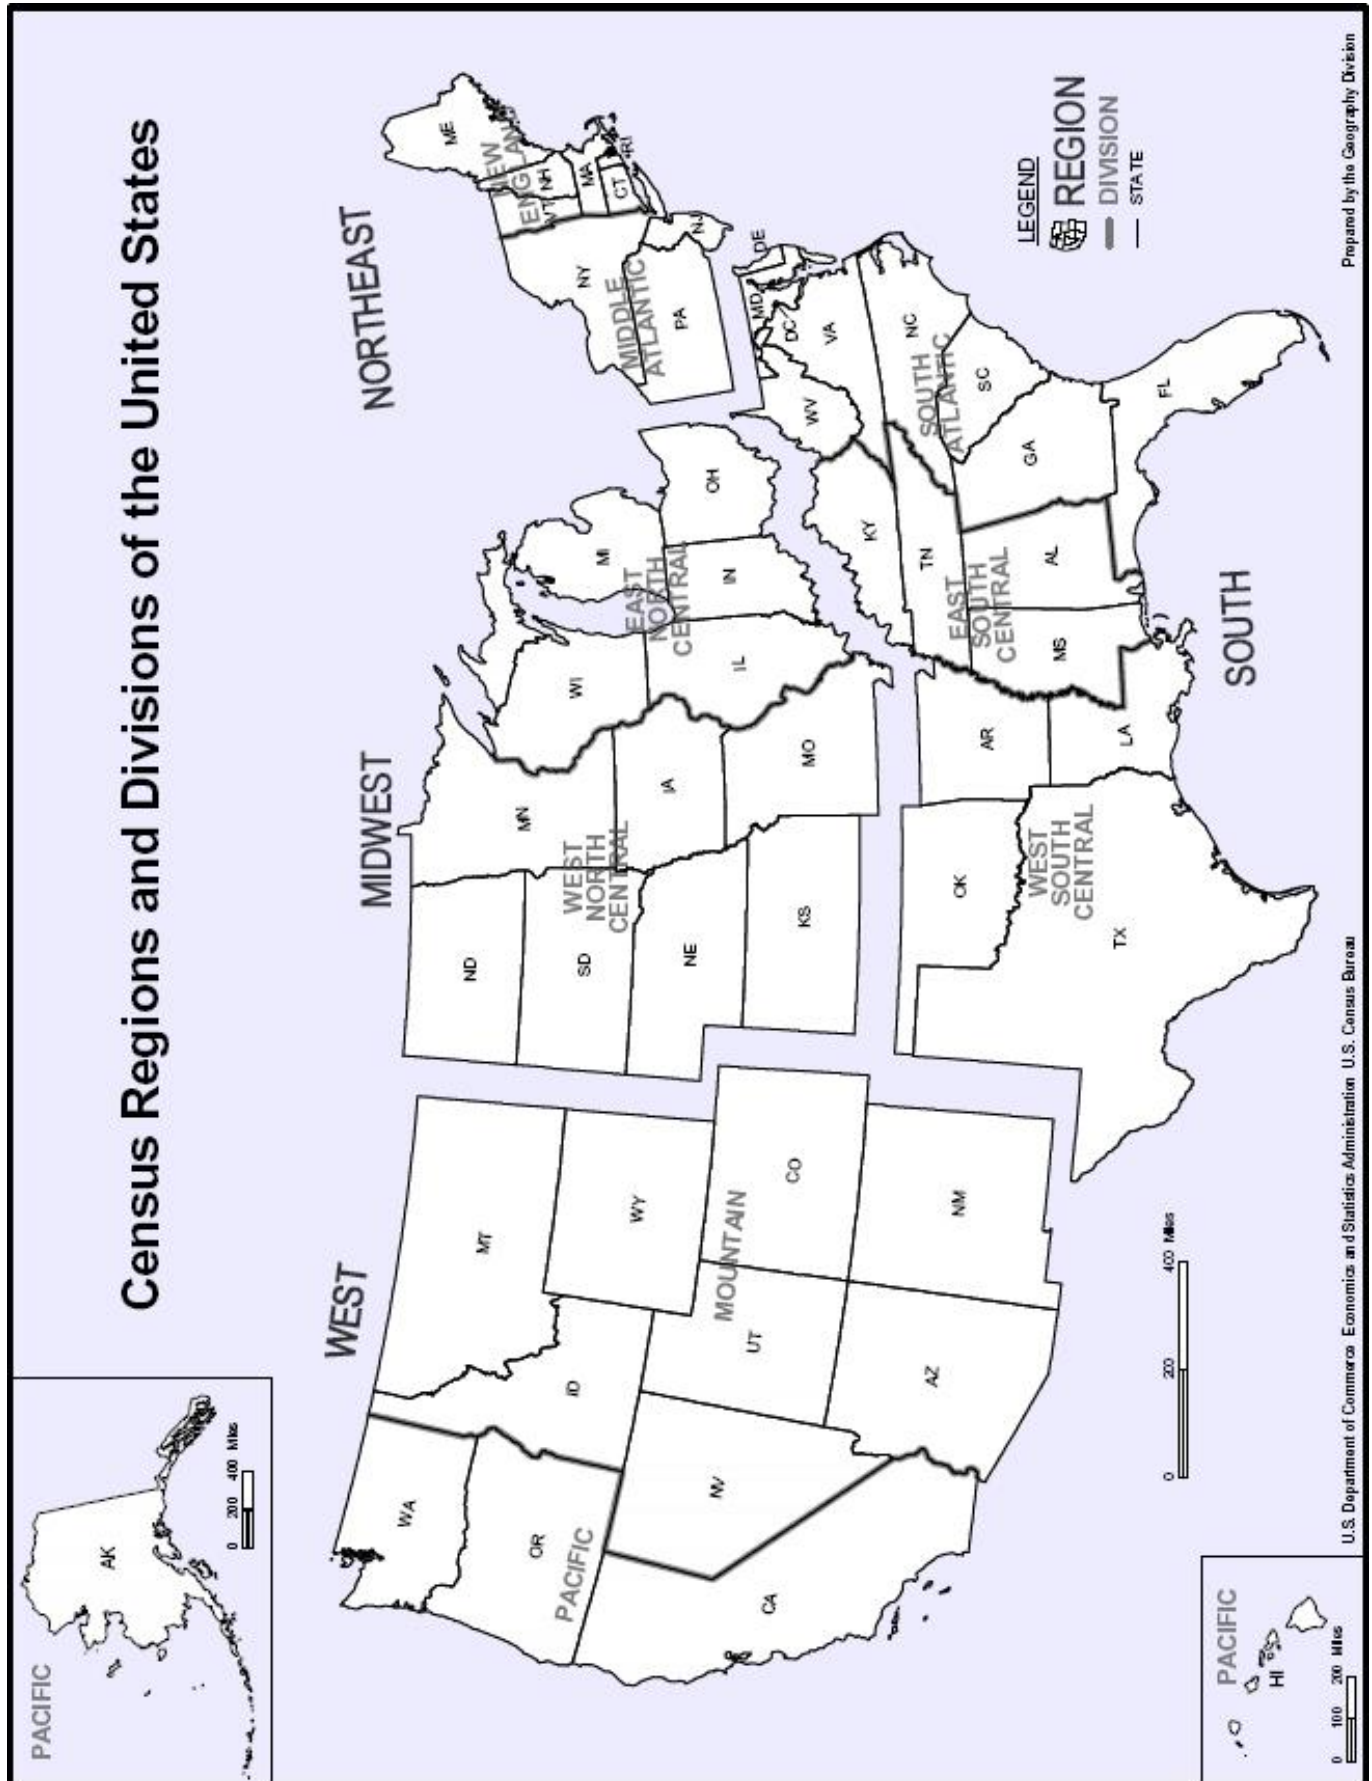 Census Regions and Divisions of the United States
PACIFIC
AK
0 200 400 Miles
WEST
MIDWEST
NORTHEAST
WA
MT
ND
MN
ME
OR
ID
WY
SD
WI
MI
NEW
ENGLAND
VT
NH
MA
CT
RI
NY
MIDDLE
ATLANTIC
PA
NJ
PACIFIC
NV
UT
MOUNTAIN
CO
CA
AZ
NM
WEST
NORTH
CENTRAL
NE
IA
KS
MO
EAST
NORTH
CENTRAL
IL
IN
OH
WV
MD
DE
DC
VA
KY
TN
NC
SOUTH
ATLANTIC
SC
GA
FL
EAST
SOUTH
CENTRAL
AL
MS
OK
AR
LA
WEST
SOUTH
CENTRAL
TX
SOUTH
LEGEND
REGION
DIVISION
STATE
0 200 400 Miles
PACIFIC
HI
0 100 200 Miles
U.S. Department of Commerce Economics and Statistics Administration U.S. Census Bureau
Prepared by the Geography Division